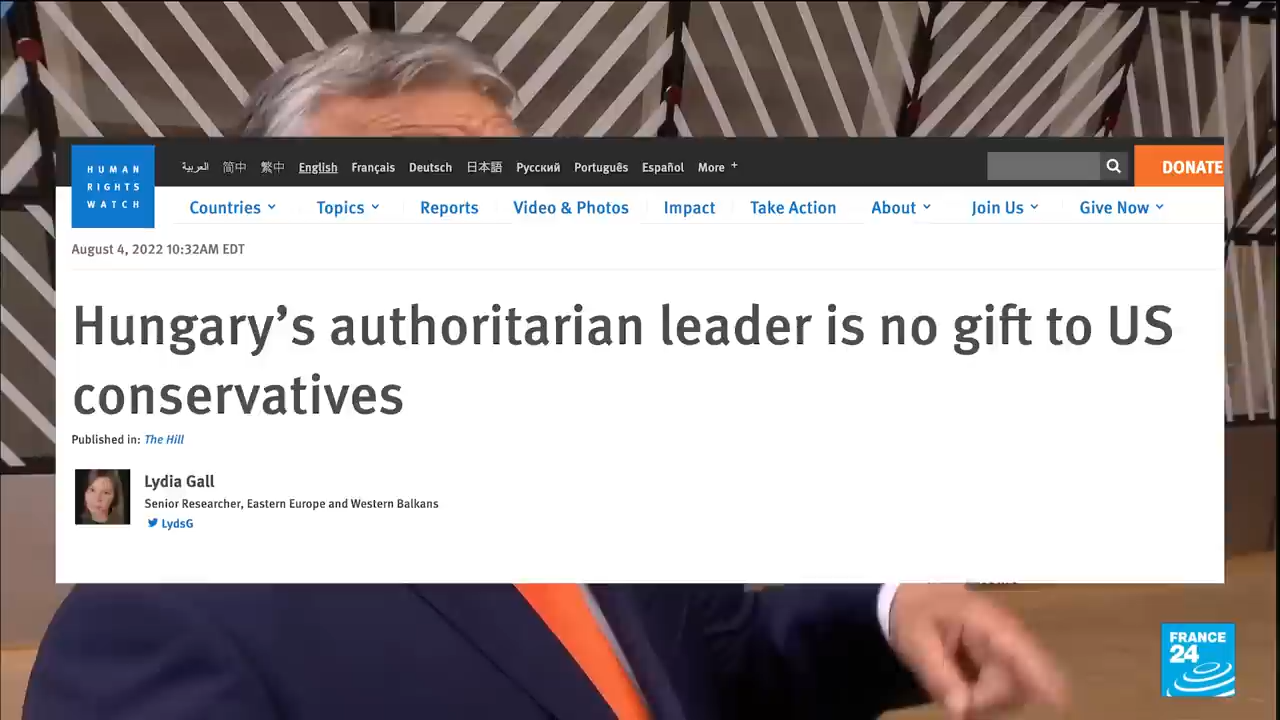 HUMAN
RIGHTS
WATCH
العربية 简中 繁中 English Français Deutsch 日本語 Русский Português Español More +
DONATE
Countries Topics Reports Video & Photos Impact Take Action About Join Us Give Now
August 4, 2022 10:32AM EDT
Hungary's authoritarian leader is no gift to US
conservatives
Published in: The Hill
Lydia Gall
Senior Researcher, Eastern Europe and Western Balkans
LydsG
FRANCE
24